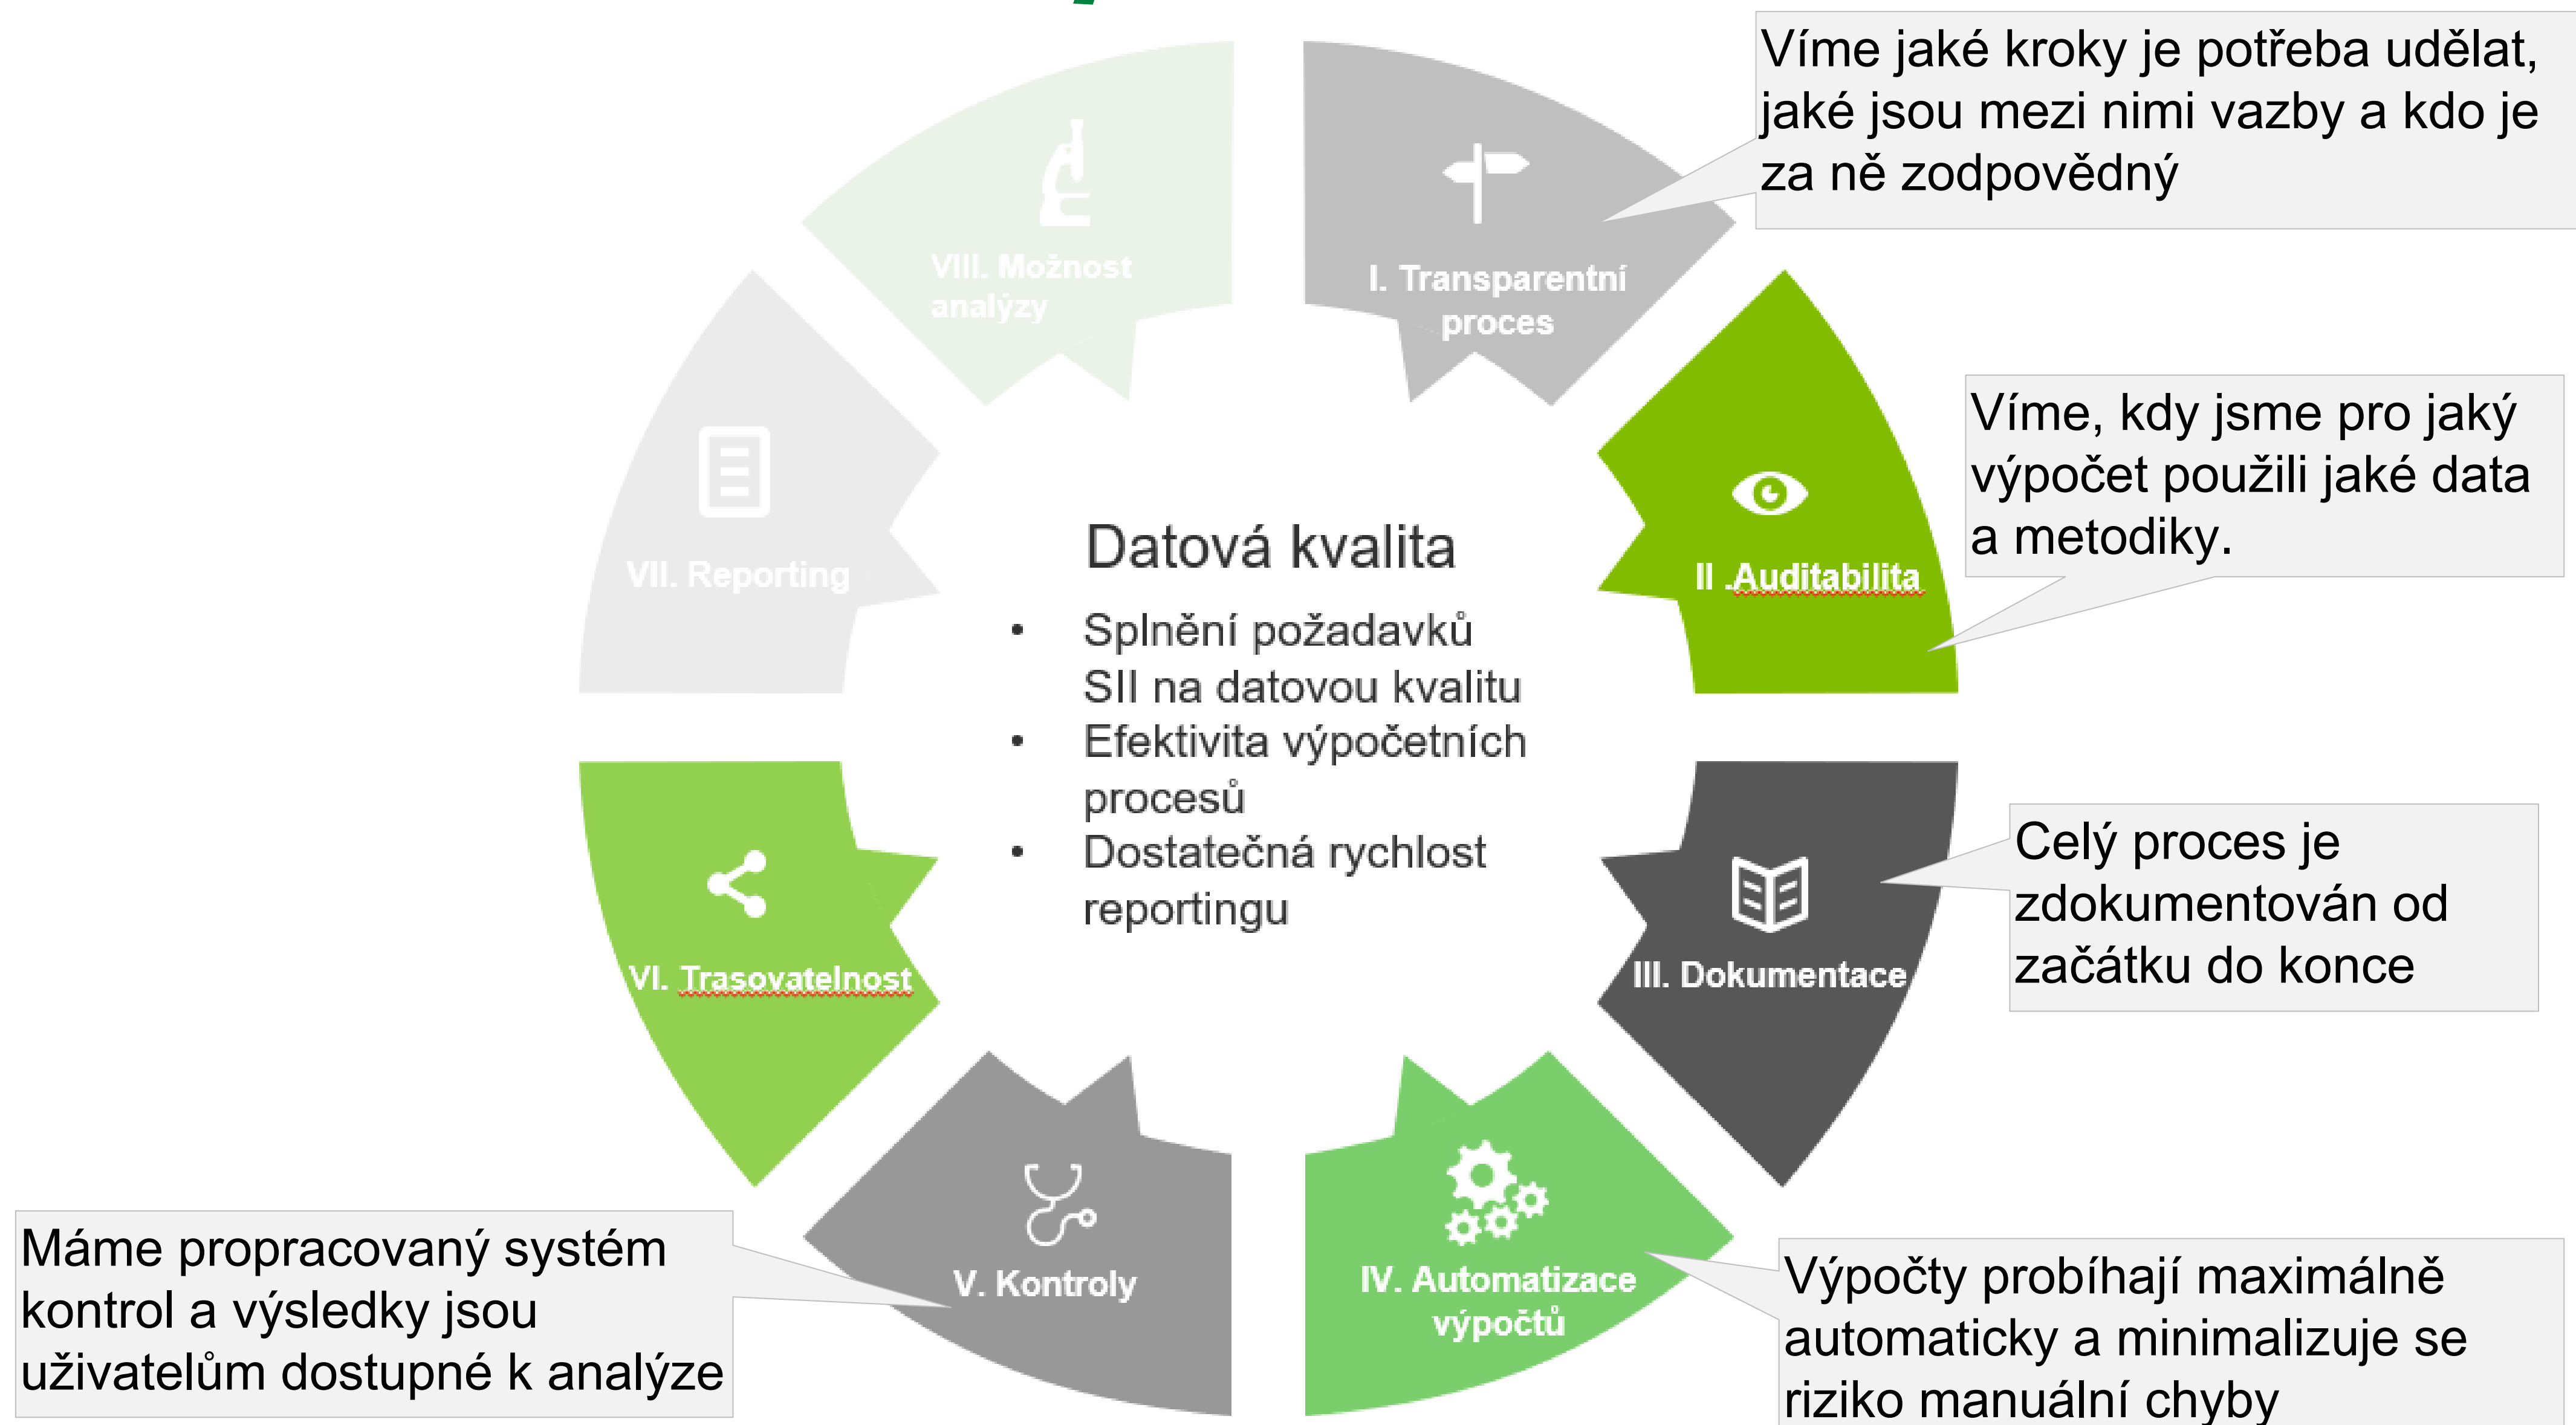 Víme jaké kroky je potřeba udělat,
jaké jsou mezi nimi vazby a kdo je
za ně zodpovědný
VIII. Možnost
analýzy
I. Transparentní
proces
Víme, kdy jsme pro jaký
výpočet použili jaké data
a metodiky.
VII. Reporting
II .Auditabilita
Datová kvalita
• Splnění požadavků
SII na datovou kvalitu
• Efektivita výpočetních
procesů
• Dostatečná rychlost
reportingu
Celý proces je
zdokumentován od
začátku do konce
VI. Trasovatelnost
III. Dokumentace
Máme propracovaný systém
kontrol a výsledky jsou
uživatelům dostupné k analýze
V. Kontroly
IV. Automatizace
výpočtů
Výpočty probíhají maximálně
automaticky a minimalizuje se
riziko manuální chyby